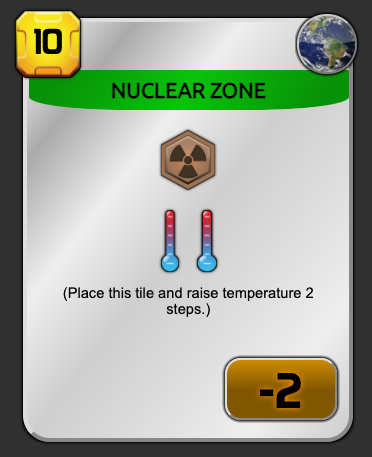 10
NUCLEAR ZONE
(Place this tile and raise temperature 2
steps.)
-2